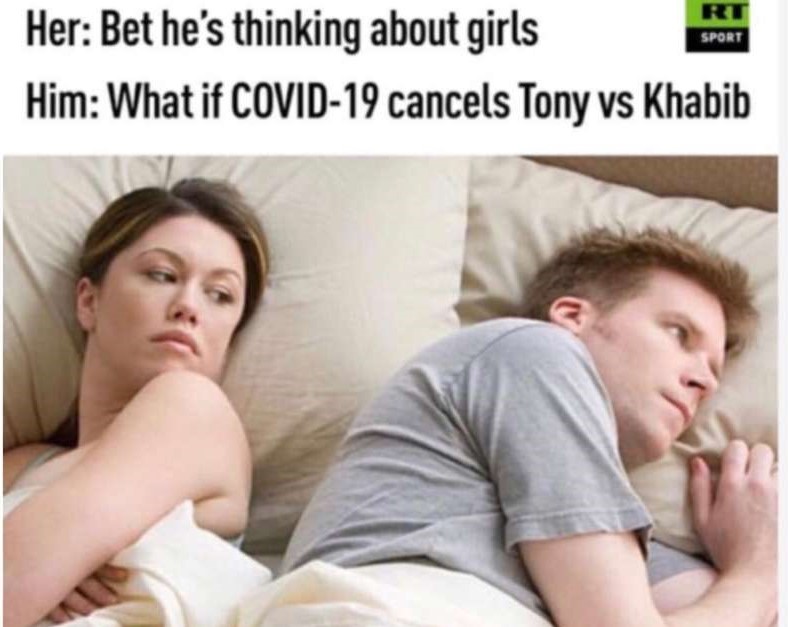 Her: Bet he's thinking about girls
RT
SPORT
Him: What if COVID-19 cancels Tony vs Khabib